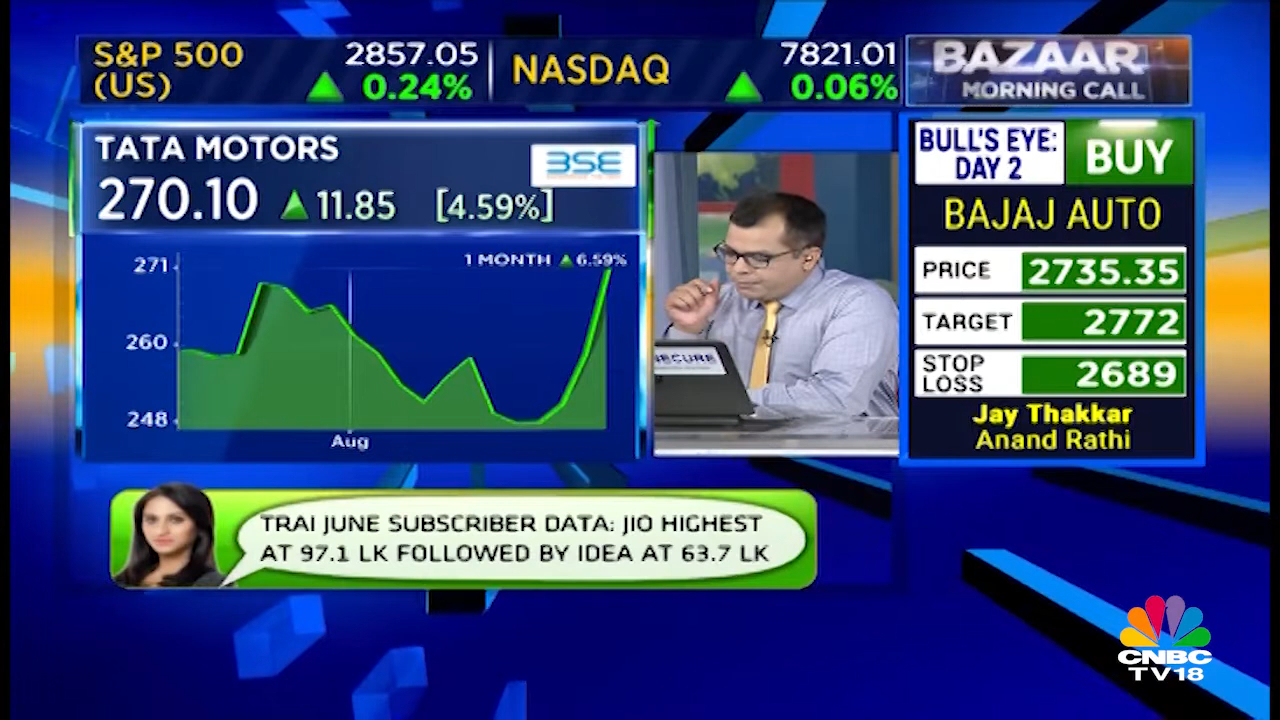 S&P 500
(US)
2857.05
0.24%
NASDAQ
7821.01
0.06%
BAZAAR
MORNING CALL
TATA MOTORS
BSE
270.10 11.85 [4.59%]
1 MONTH 6.59%
271
260
248
Aug
SECURE
BULL'S EYE:
DAY 2
BUY
BAJAJ AUTO
PRICE 2735.35
TARGET 2772
STOP
LOSS
2689
Jay Thakkar
Anand Rathi
TRAI JUNE SUBSCRIBER DATA: JIO HIGHEST
AT 97.1 LK FOLLOWED BY IDEA AT 63.7 LK
CNBC
TV18